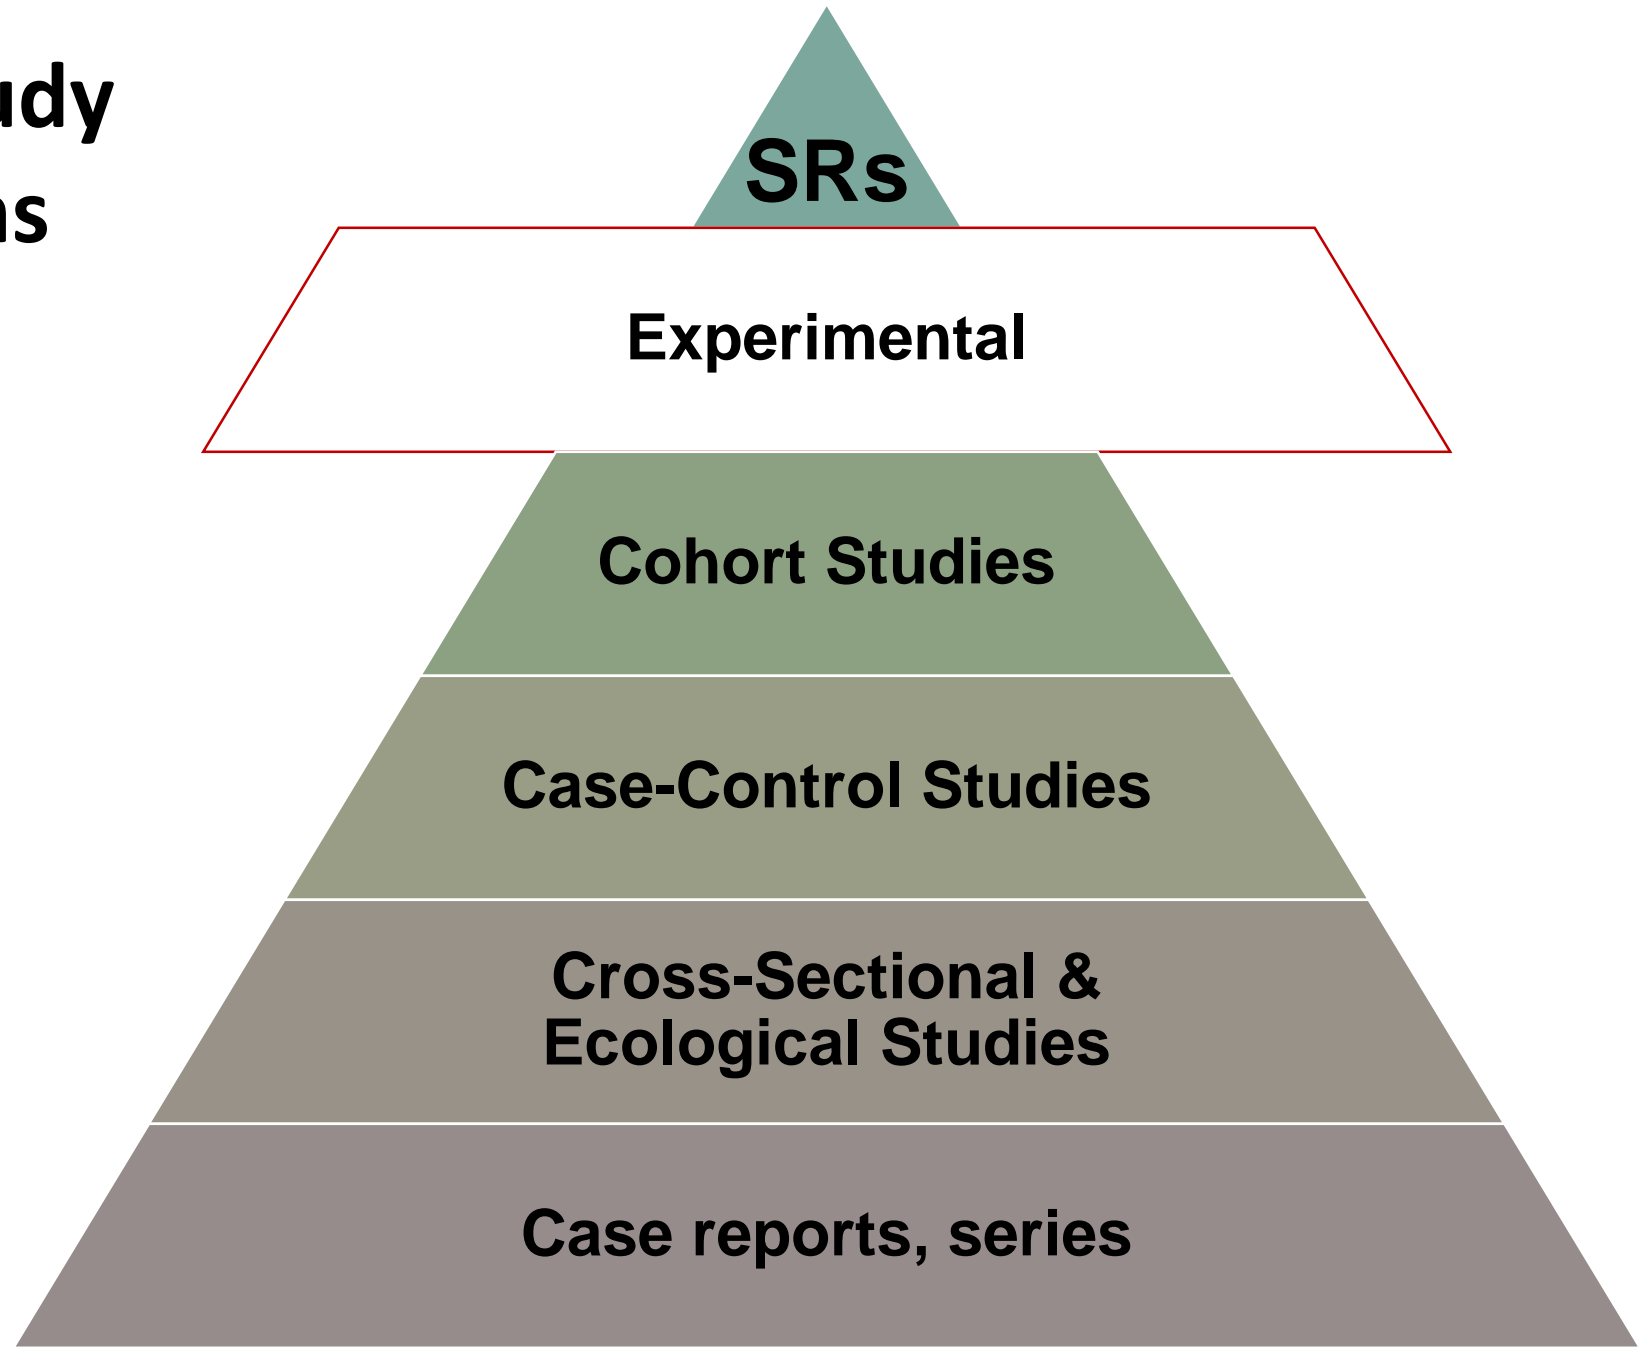 udy
ns
SRs
Experimental
Cohort Studies
Case-Control Studies
Cross-Sectional &
Ecological Studies
Case reports, series